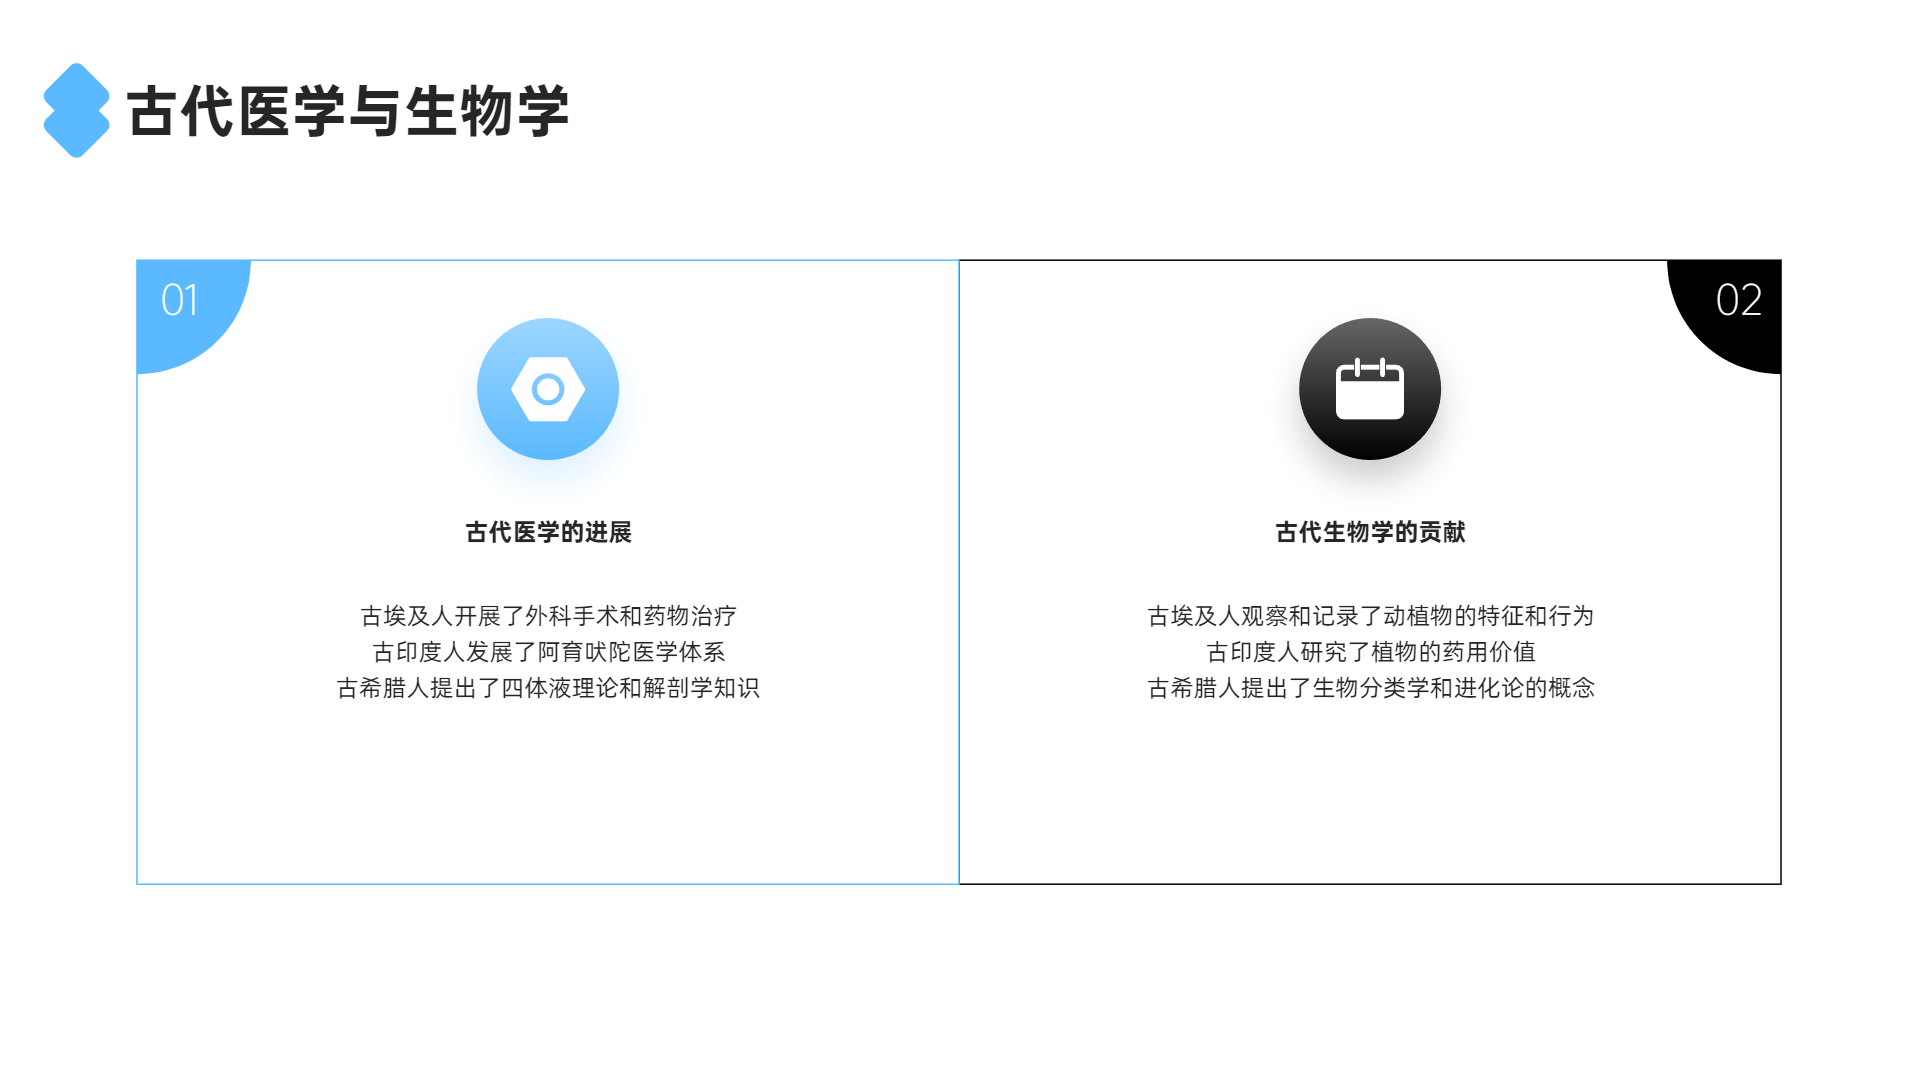 古代医学与生物学
01
古代医学的进展
古埃及人开展了外科手术和药物治疗
古印度人发展了阿育吠陀医学体系
古希腊人提出了四体液理论和解剖学知识
02
古代生物学的贡献
古埃及人观察和记录了动植物的特征和行为
古印度人研究了植物的药用价值
古希腊人提出了生物分类学和进化论的概念